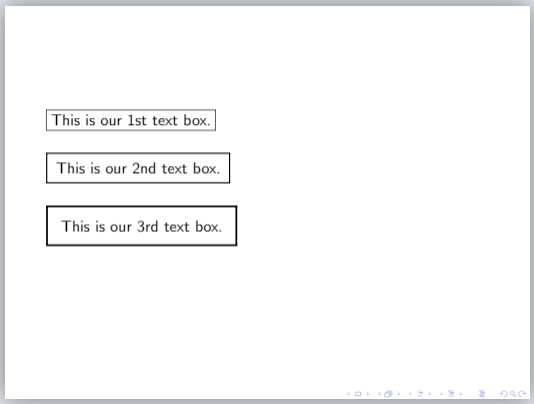 This is our 1st text box.
This is our 2nd text box.
This is our 3rd text box.